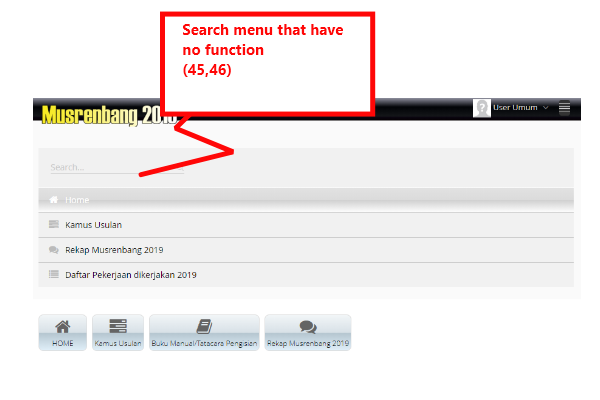 Search menu that have
no function
(45,46)
Musrenbang 20
User Umum
Search...
Home
Kamus Usulan
Rekap Musrenbang 2019
Daftar Pekerjaan dikerjakan 2019
HOME
Kamus Usulan
Buku Manual/Tatacara Pengisian
Rekap Musrenbang 2019